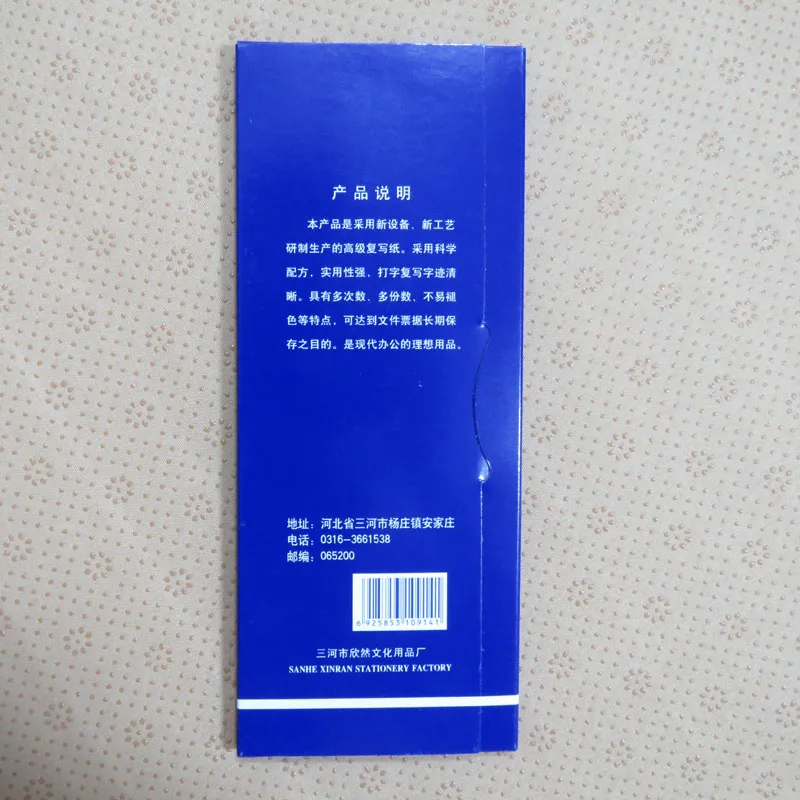 产品说明
本产品是采用新设备、新工艺
研制生产的高级复写纸。采用科学
配方，实用性强，打字复写字迹清
晰。具有多次数、多份数、不易褪
色等特点，可达到文件票据长期保
存之目的。是现代办公的理想用品。
地址：河北省三河市杨庄镇安家庄
电话：0316-3661538
邮编：065200
6925853109141
三河市欣然文化用品厂
SANHE XINRAN STATIONERY FACTORY